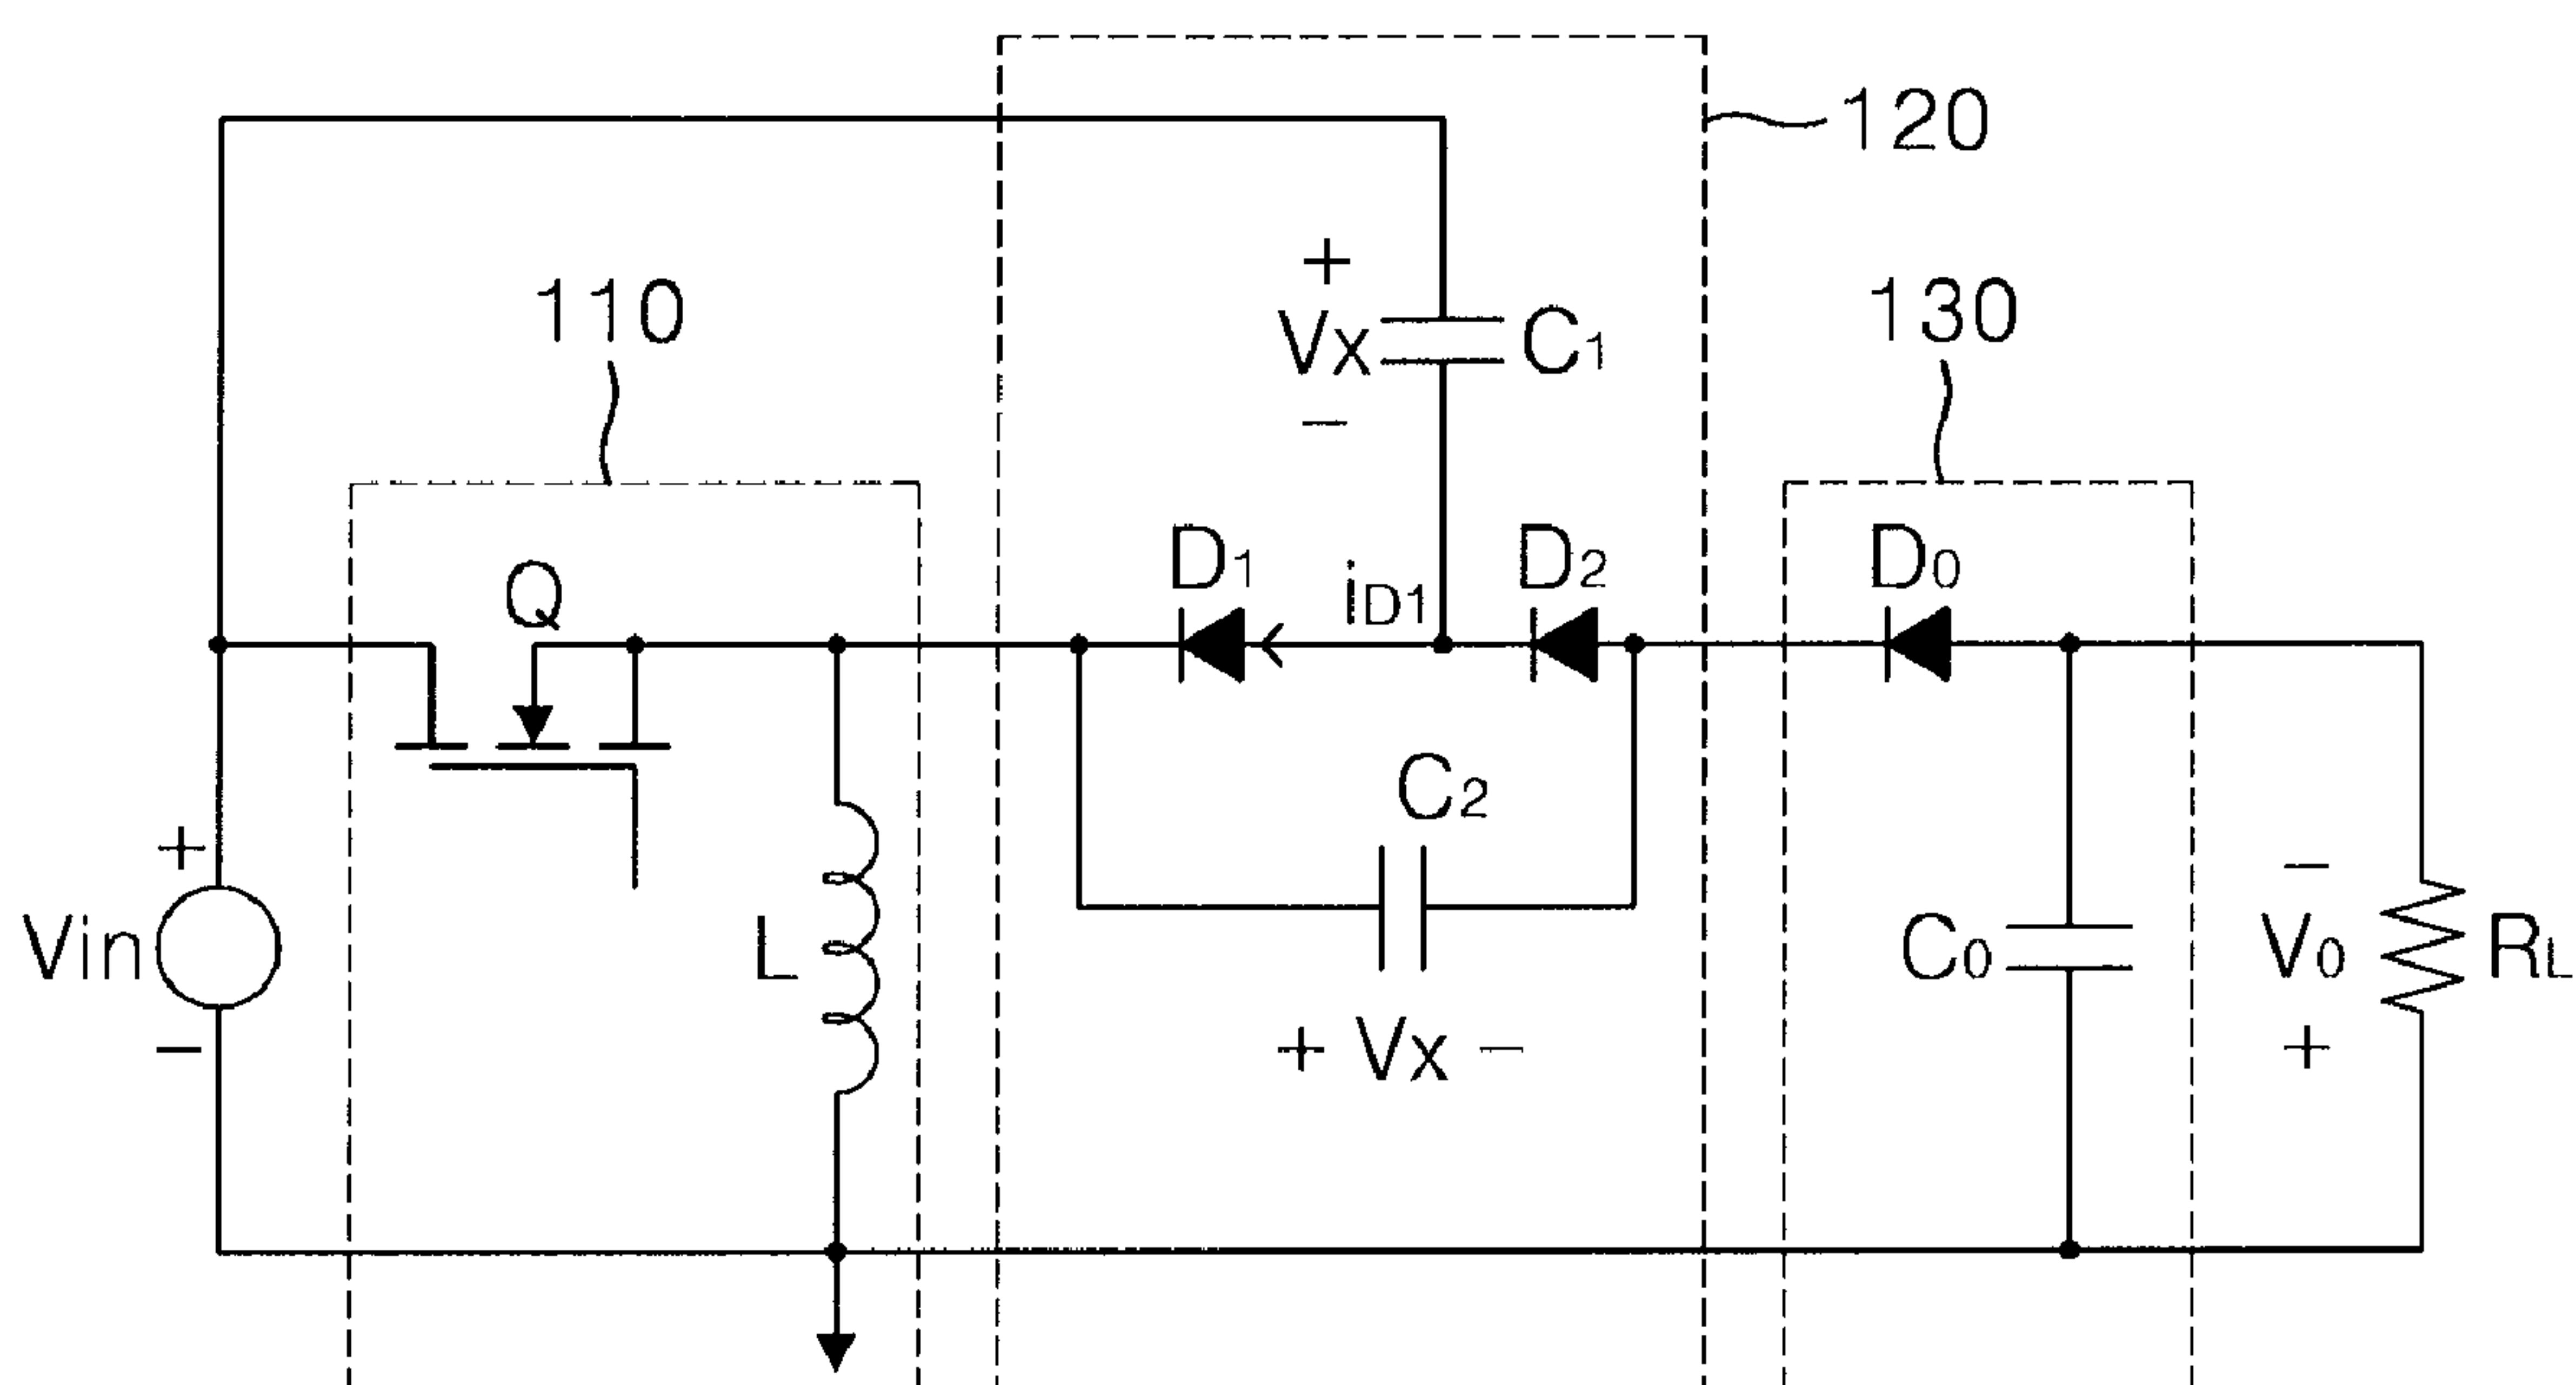 120
110
+
Vx
−
C1
130
Q
D1
iD1
D2
D0
C2
+
Vin
−
L
+ Vx −
C0
−
V0
+
RL